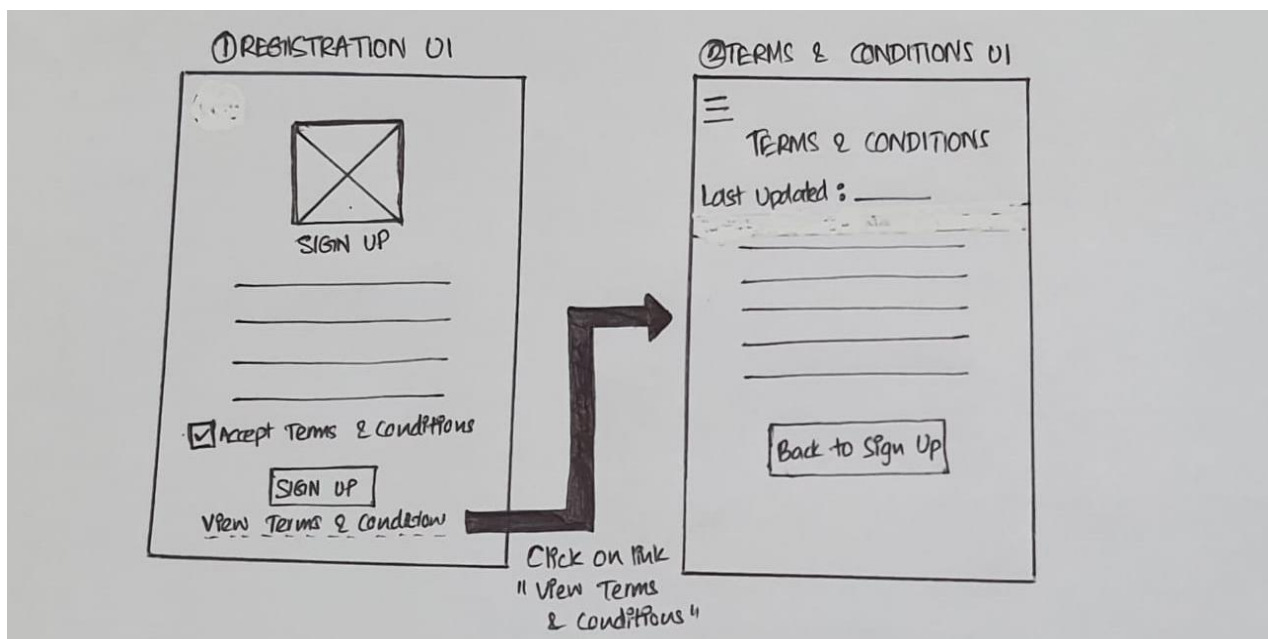 ①REGISTRATION UI
SIGN UP
Accept Terms & Conditions
SIGN UP
View Terms & Condition
Click on link
"View Terms
& Conditions"
②TERMS & CONDITIONS UI
TERMS & CONDITIONS
Last Updated :
Back to Sign Up